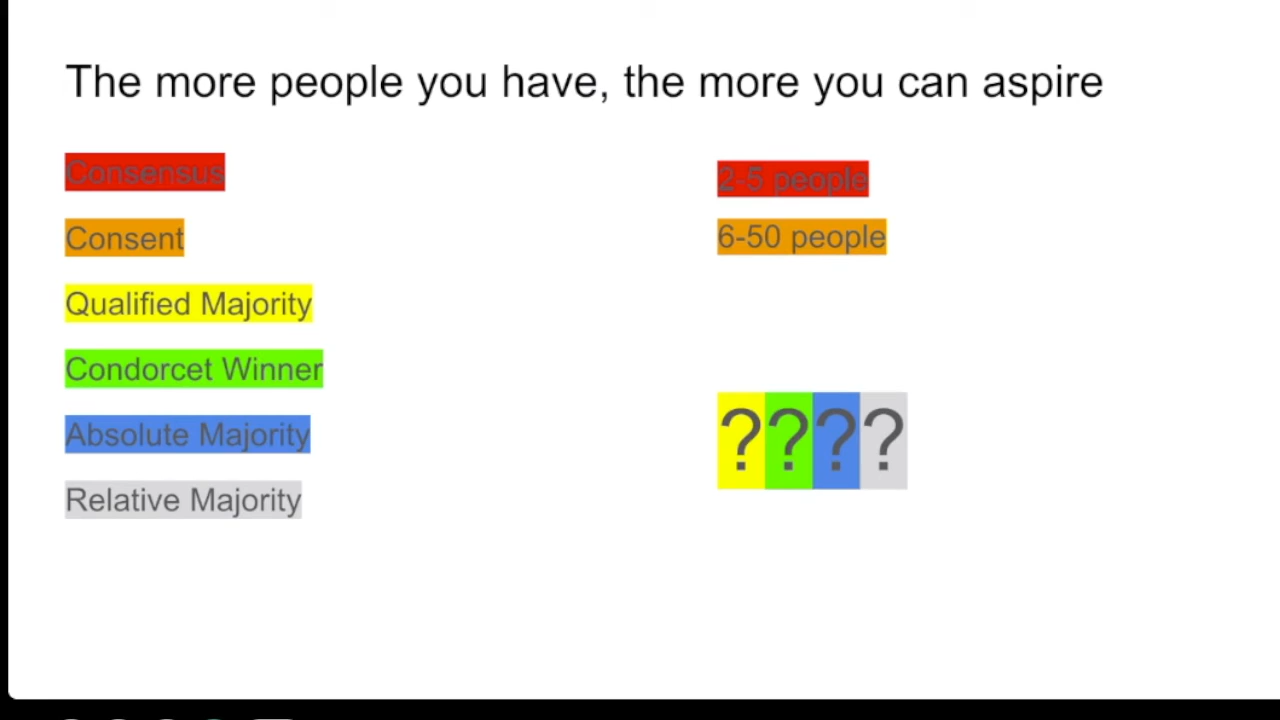 The more people you have, the more you can aspire
Consensus
Consent
Qualified Majority
Condorcet Winner
Absolute Majority
Relative Majority
2-5 people
6-50 people
????